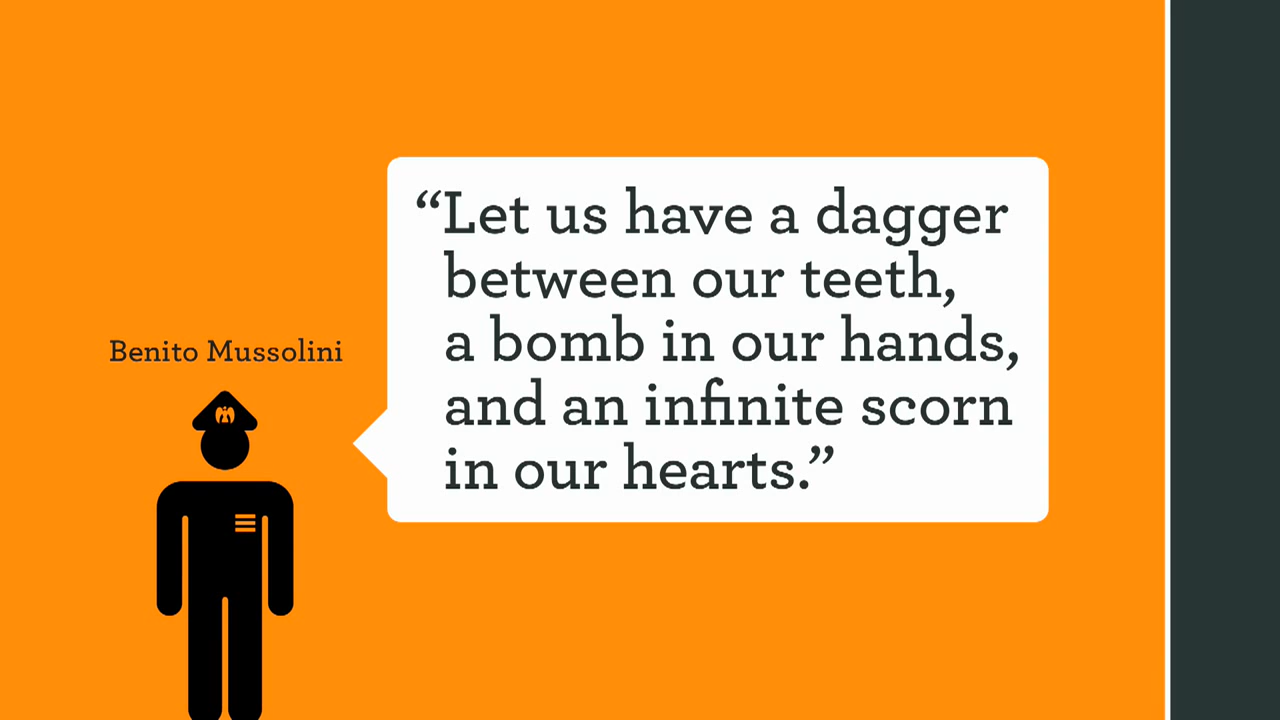 Benito Mussolini
“Let us have a dagger
between our teeth,
a bomb in our hands,
and an infinite scorn
in our hearts.”